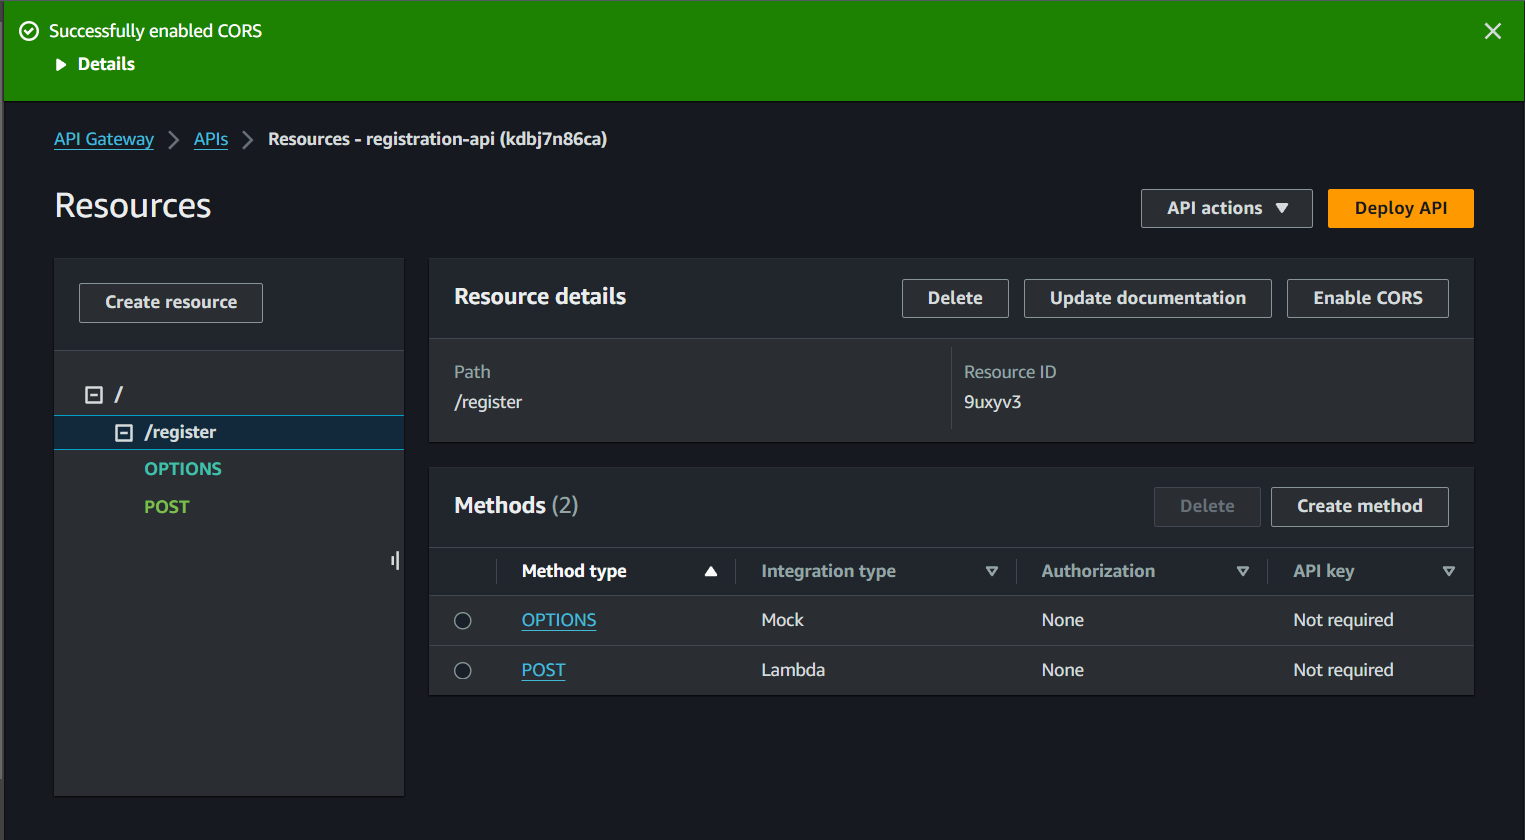 Successfully enabled CORS
Details
API Gateway
APIs
Resources - registration-api (kdbj7n86ca)
Resources
API actions
Deploy API
Create resource
/
/register
OPTIONS
POST
Resource details
Delete
Update documentation
Enable CORS
Path
/register
Resource ID
9uxyv3
Methods (2)
Delete
Create method
Method type Integration type Authorization API key
OPTIONS Mock None Not required
POST Lambda None Not required